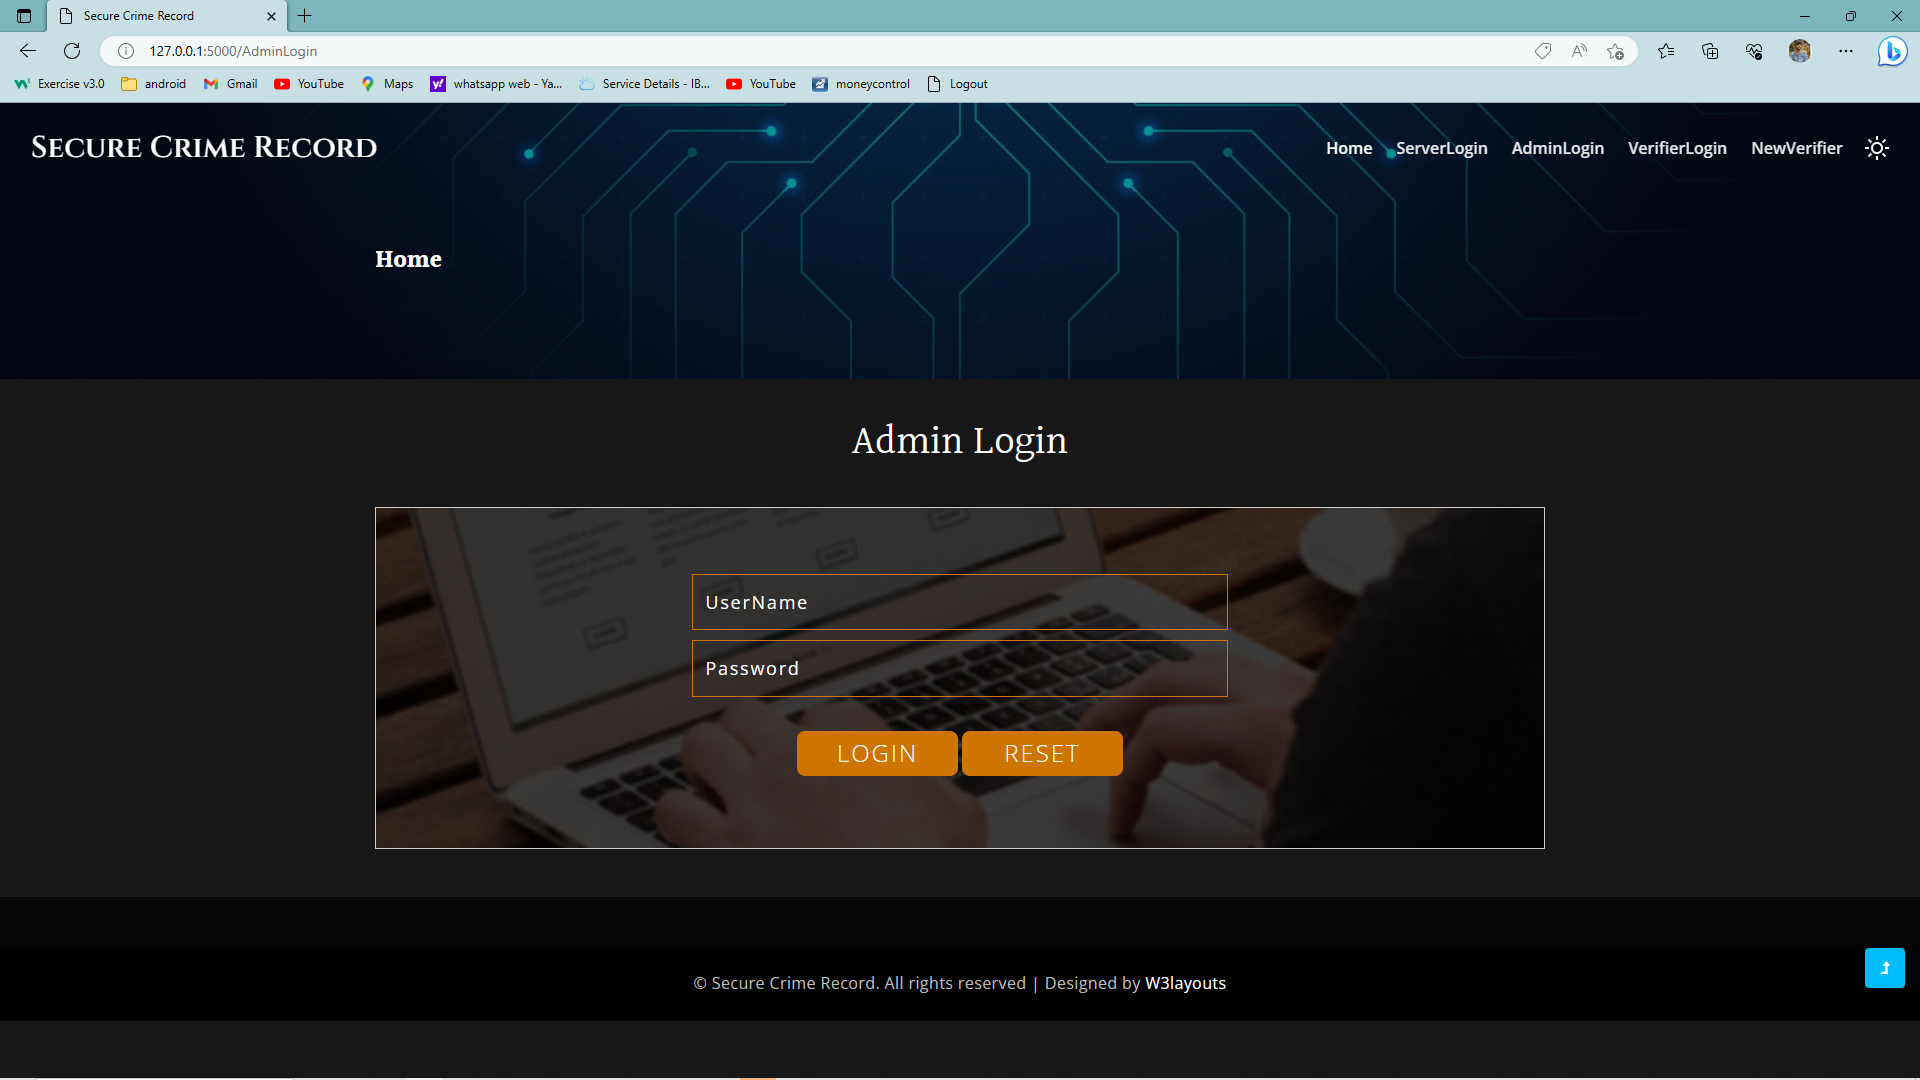 Secure Crime Record
127.0.0.1:5000/AdminLogin
Exercise v3.0 android Gmail YouTube Maps whatsapp web - Ya... Service Details - IB... YouTube moneycontrol Logout
Secure Crime Record
Home ServerLogin AdminLogin VerifierLogin NewVerifier
Home
Admin Login
UserName
Password
LOGIN RESET
© Secure Crime Record. All rights reserved | Designed by W3layouts